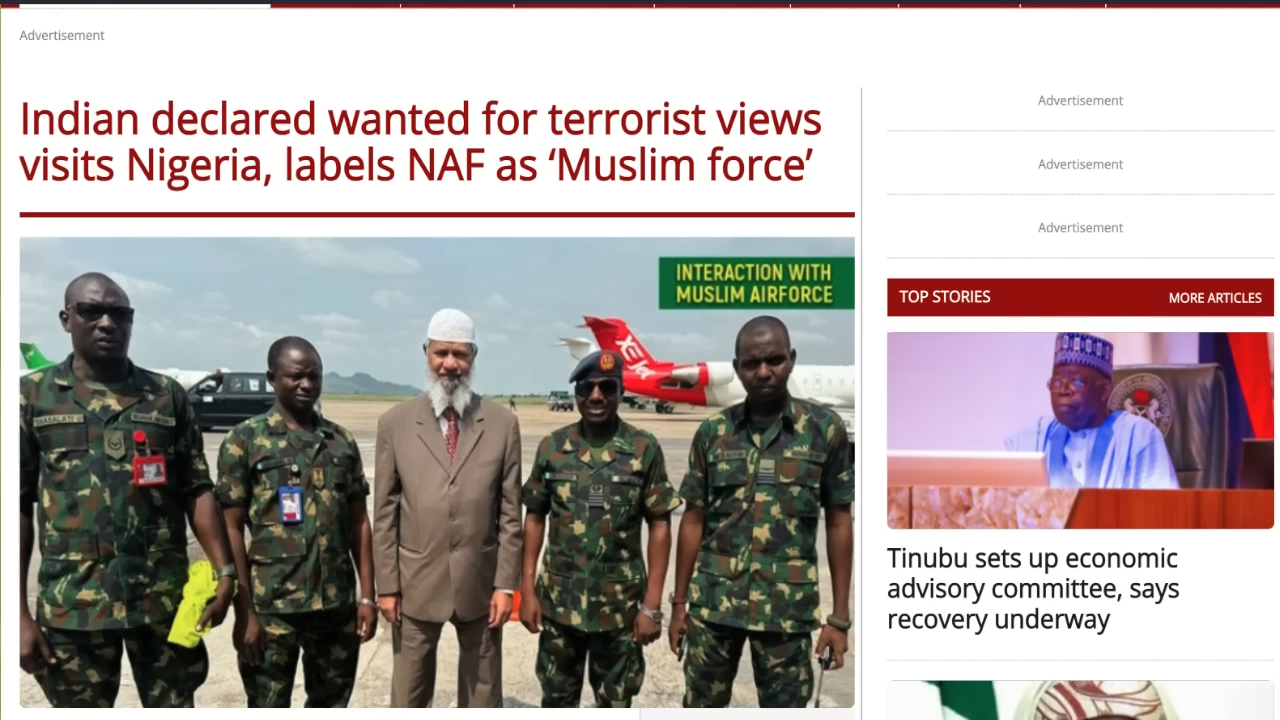 Advertisement
Indian declared wanted for terrorist views
visits Nigeria, labels NAF as ‘Muslim force’
INTERACTION WITH
MUSLIM AIRFORCE
XEJet
Advertisement
Advertisement
Advertisement
TOP STORIES
MORE ARTICLES
Tinubu sets up economic
advisory committee, says
recovery underway